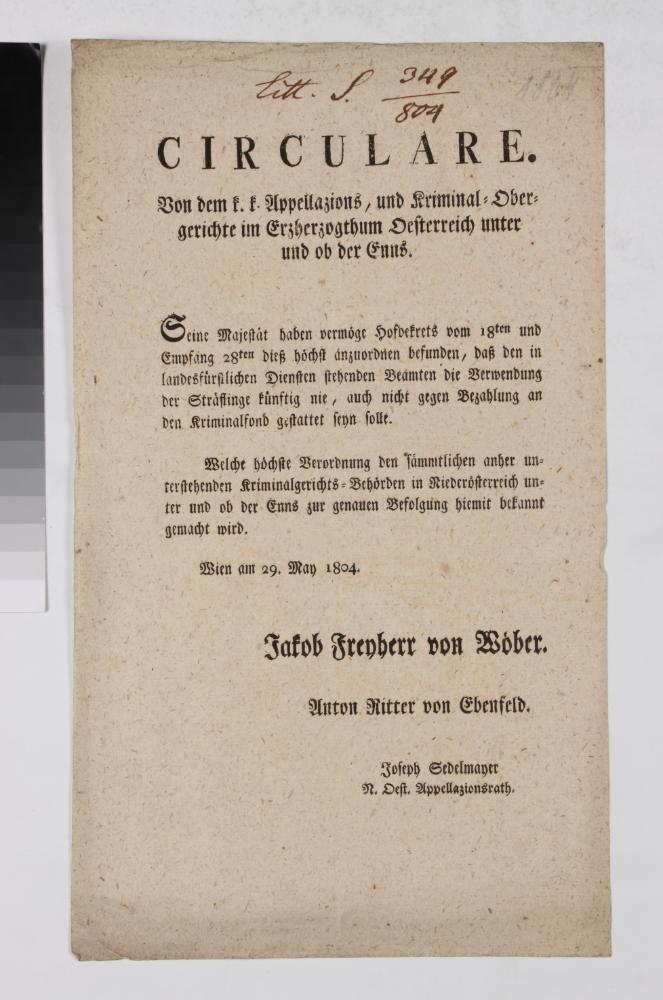 Litt. S. 349
804
CIRCULARE.
Von dem k. k. Appellazions, und Kriminal-Ober-
gerichte im Erzherzogthum Oesterreich unter
und ob der Enns.
Seine Majestät haben vermöge Hofdekrets vom 18ten und
Empfang 28ten dieß höchst anzuordnen befunden, daß den in
landesfürstlichen Diensten stehenden Beamten die Verwendung
der Sträflinge künftig nie, auch nicht gegen Bezahlung an
den Kriminalfond gestattet seyn solle.
Welche höchste Verordnung den sämmtlichen anher un-
terstehenden Kriminalgerichts-Behörden in Niederösterreich un-
ter und ob der Enns zur genauen Befolgung hiemit bekannt
gemacht wird.
Wien am 29. May 1804.
Jakob Freyherr von Wöber.
Anton Ritter von Ebenfeld.
Joseph Sedelmayer
N. Oest. Appellazionsrath.